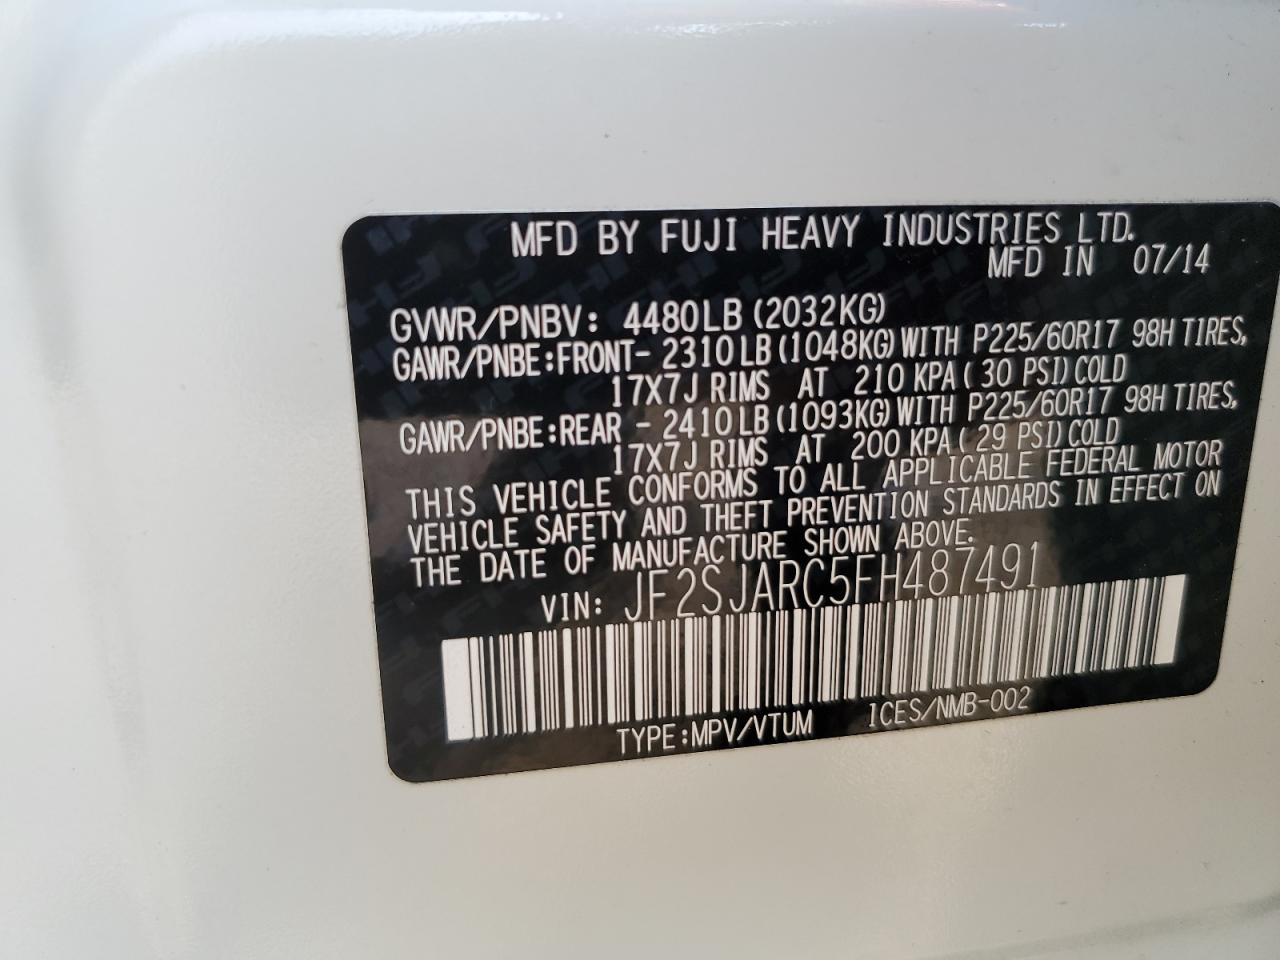 MFD BY FUJI HEAVY INDUSTRIES LTD.
MFD IN 07/14
GVWR/PNBV: 4480LB (2032KG)
GAWR/PNBE:FRONT- 2310 LB (1048KG) WITH P225/60R17 98H TIRES,
17X7J RIMS AT 210 KPA ( 30 PSI) COLD
GAWR/PNBE:REAR - 2410 LB (1093KG) WITH P225/60R17 98H TIRES,
17X7J RIMS AT 200 KPA ( 29 PSI) COLD
THIS VEHICLE CONFORMS TO ALL APPLICABLE FEDERAL MOTOR
VEHICLE SAFETY AND THEFT PREVENTION STANDARDS IN EFFECT ON
THE DATE OF MANUFACTURE SHOWN ABOVE.
VIN: JF2SJARC5FH487491
TYPE:MPV/VTUM ICES/NMB-002